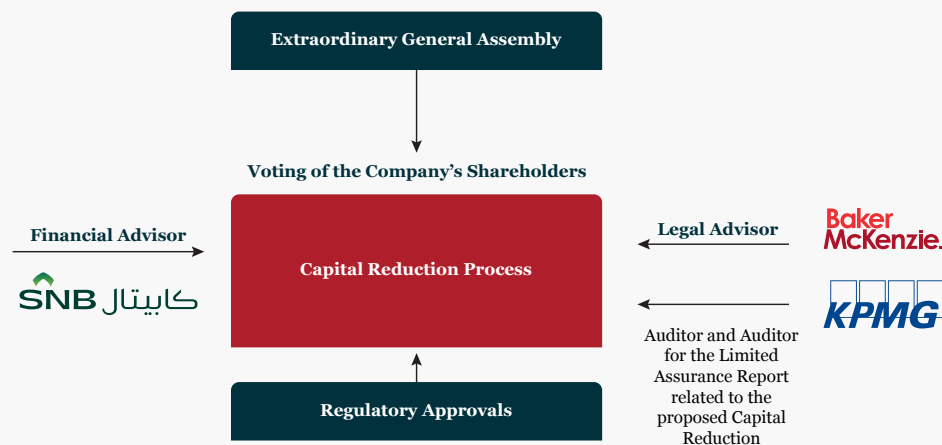 Extraordinary General Assembly
Voting of the Company's Shareholders
Financial Advisor
SNB كابيتال
Capital Reduction Process
Legal Advisor
Baker
McKenzie.
KPMG
Auditor and Auditor
for the Limited
Assurance Report
related to the
proposed Capital
Reduction
Regulatory Approvals